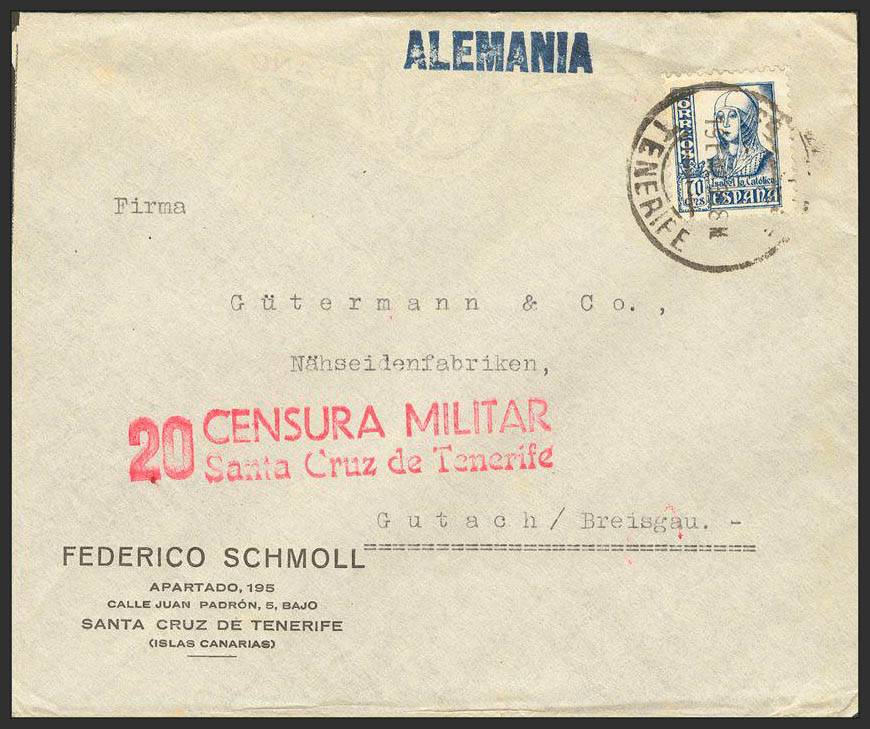 ALEMANIA
CORREOS
70
cts
Isabel la Católica
ESPAÑA
TENERIFE
Firma
Gütermann & Co.,
Nähseidenfabriken,
20 CENSURA MILITAR
Santa Cruz de Tenerife
Gutach/Breisgau. -
FEDERICO SCHMOLL
APARTADO, 195
CALLE JUAN PADRÓN, 5, BAJO
SANTA CRUZ DE TENERIFE
(ISLAS CANARIAS)